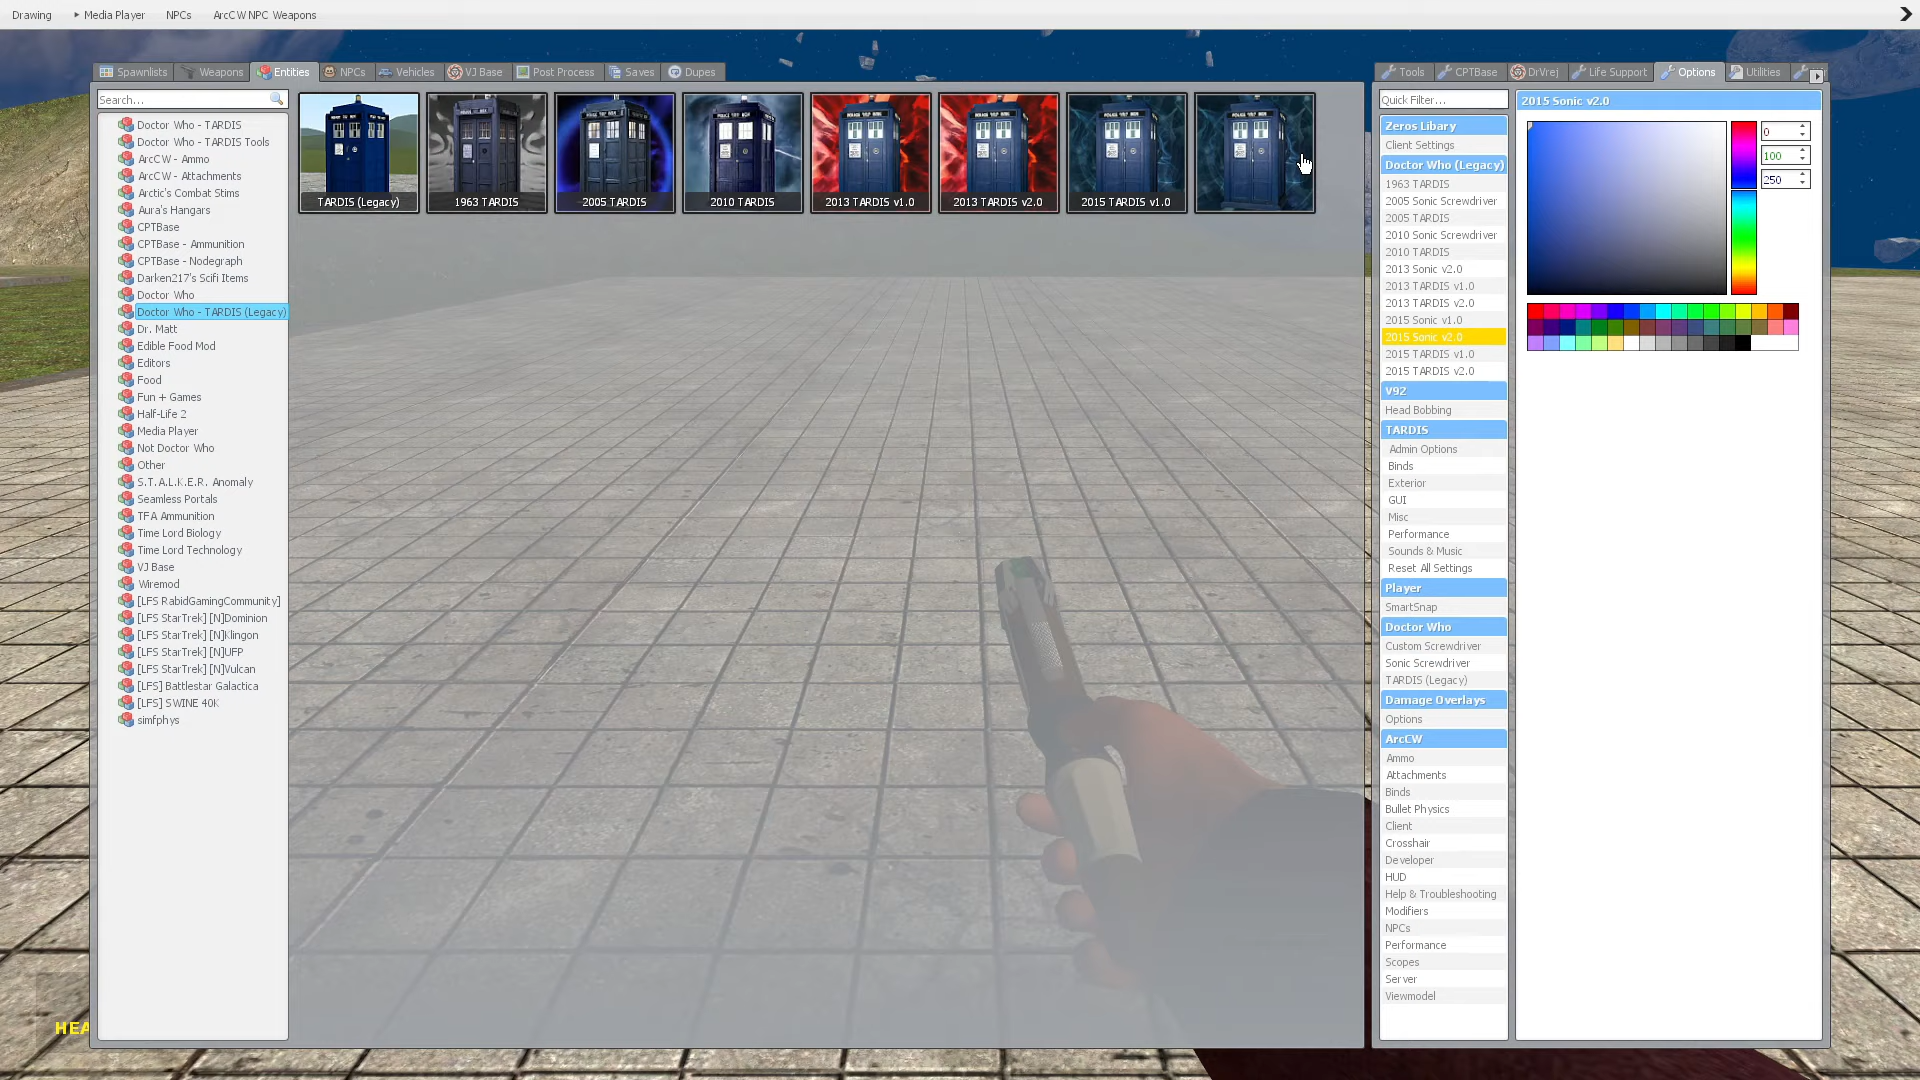 Drawing
Media Player
NPCs
ArcCW NPC Weapons
Spawnlists
Weapons
Entities
NPCs
Vehicles
VJ Base
Post Process
Saves
Dupes
Tools
CPTBase
DrVrej
Life Support
Options
Utilities
Search...
Doctor Who - TARDIS
Doctor Who - TARDIS Tools
ArcCW - Ammo
ArcCW - Attachments
Arctic's Combat Stims
Aura's Hangars
CPTBase
CPTBase - Ammunition
CPTBase - Nodegraph
Darken217's Scifi Items
Doctor Who
Doctor Who - TARDIS (Legacy)
Dr. Matt
Edible Food Mod
Editors
Food
Fun + Games
Half-Life 2
Media Player
Not Doctor Who
Other
S.T.A.L.K.E.R. Anomaly
Seamless Portals
TFA Ammunition
Time Lord Biology
Time Lord Technology
VJ Base
Wiremod
[LFS RabidGamingCommunity]
[LFS StarTrek] [N]Dominion
[LFS StarTrek] [N]Klingon
[LFS StarTrek] [N]UFP
[LFS StarTrek] [N]Vulcan
[LFS] Battlestar Galactica
[LFS] SWINE 40K
simfphys
TARDIS (Legacy)
1963 TARDIS
2005 TARDIS
2010 TARDIS
2013 TARDIS v1.0
2013 TARDIS v2.0
2015 TARDIS v1.0
Quick Filter...
Zeros Libary
Client Settings
Doctor Who (Legacy)
1963 TARDIS
2005 Sonic Screwdriver
2005 TARDIS
2010 Sonic Screwdriver
2010 TARDIS
2013 Sonic v2.0
2013 TARDIS v1.0
2013 TARDIS v2.0
2015 Sonic v1.0
2015 Sonic v2.0
2015 TARDIS v1.0
2015 TARDIS v2.0
V92
Head Bobbing
TARDIS
Admin Options
Binds
Exterior
GUI
Misc
Performance
Sounds & Music
Reset All Settings
Player
SmartSnap
Doctor Who
Custom Screwdriver
Sonic Screwdriver
TARDIS (Legacy)
Damage Overlays
Options
ArcCW
Ammo
Attachments
Binds
Bullet Physics
Client
Crosshair
Developer
HUD
Help & Troubleshooting
Modifiers
NPCs
Performance
Scopes
Server
Viewmodel
2015 Sonic v2.0
0
100
250
HEA